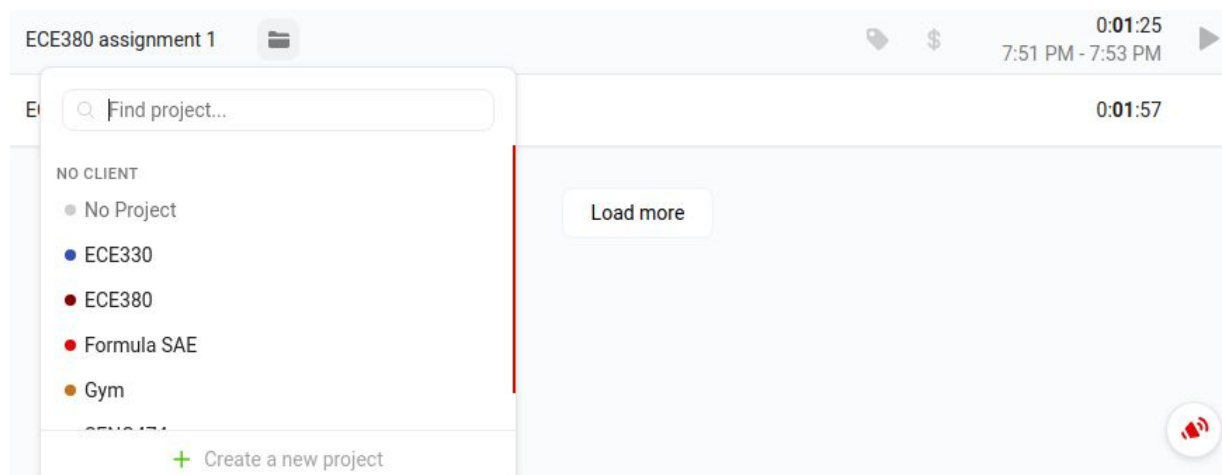 ECE380 assignment 1
$
0:01:25
7:51 PM - 7:53 PM
Find project...
0:01:57
NO CLIENT
No Project
Load more
ECE330
ECE380
Formula SAE
Gym
+ Create a new project